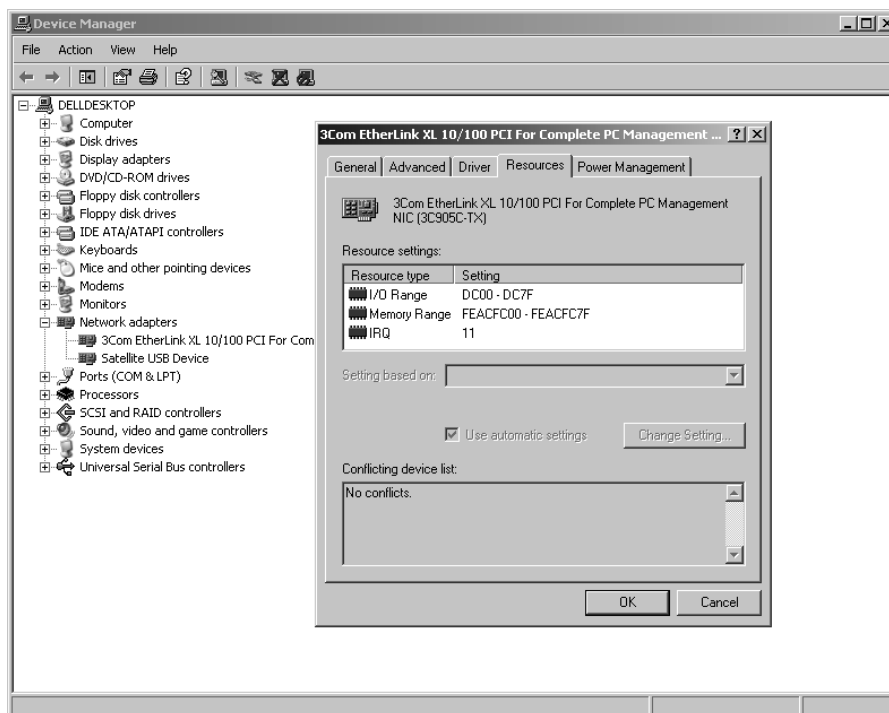 Device Manager
File Action View Help
DELLDESKTOP
Computer
Disk drives
Display adapters
DVD/CD-ROM drives
Floppy disk controllers
Floppy disk drives
IDE ATA/ATAPI controllers
Keyboards
Mice and other pointing devices
Modems
Monitors
Network adapters
3Com EtherLink XL 10/100 PCI For Com
Satellite USB Device
Ports (COM & LPT)
Processors
SCSI and RAID controllers
Sound, video and game controllers
System devices
Universal Serial Bus controllers
3Com EtherLink XL 10/100 PCI For Complete PC Management ...
General Advanced Driver Resources Power Management
3Com EtherLink XL 10/100 PCI For Complete PC Management
NIC (3C905C-TX)
Resource settings:
Resource type Setting
I/O Range DC00 - DC7F
Memory Range FEACFC00 - FEACFC7F
IRQ 11
Setting based on:
Use automatic settings Change Setting...
Conflicting device list:
No conflicts.
OK Cancel